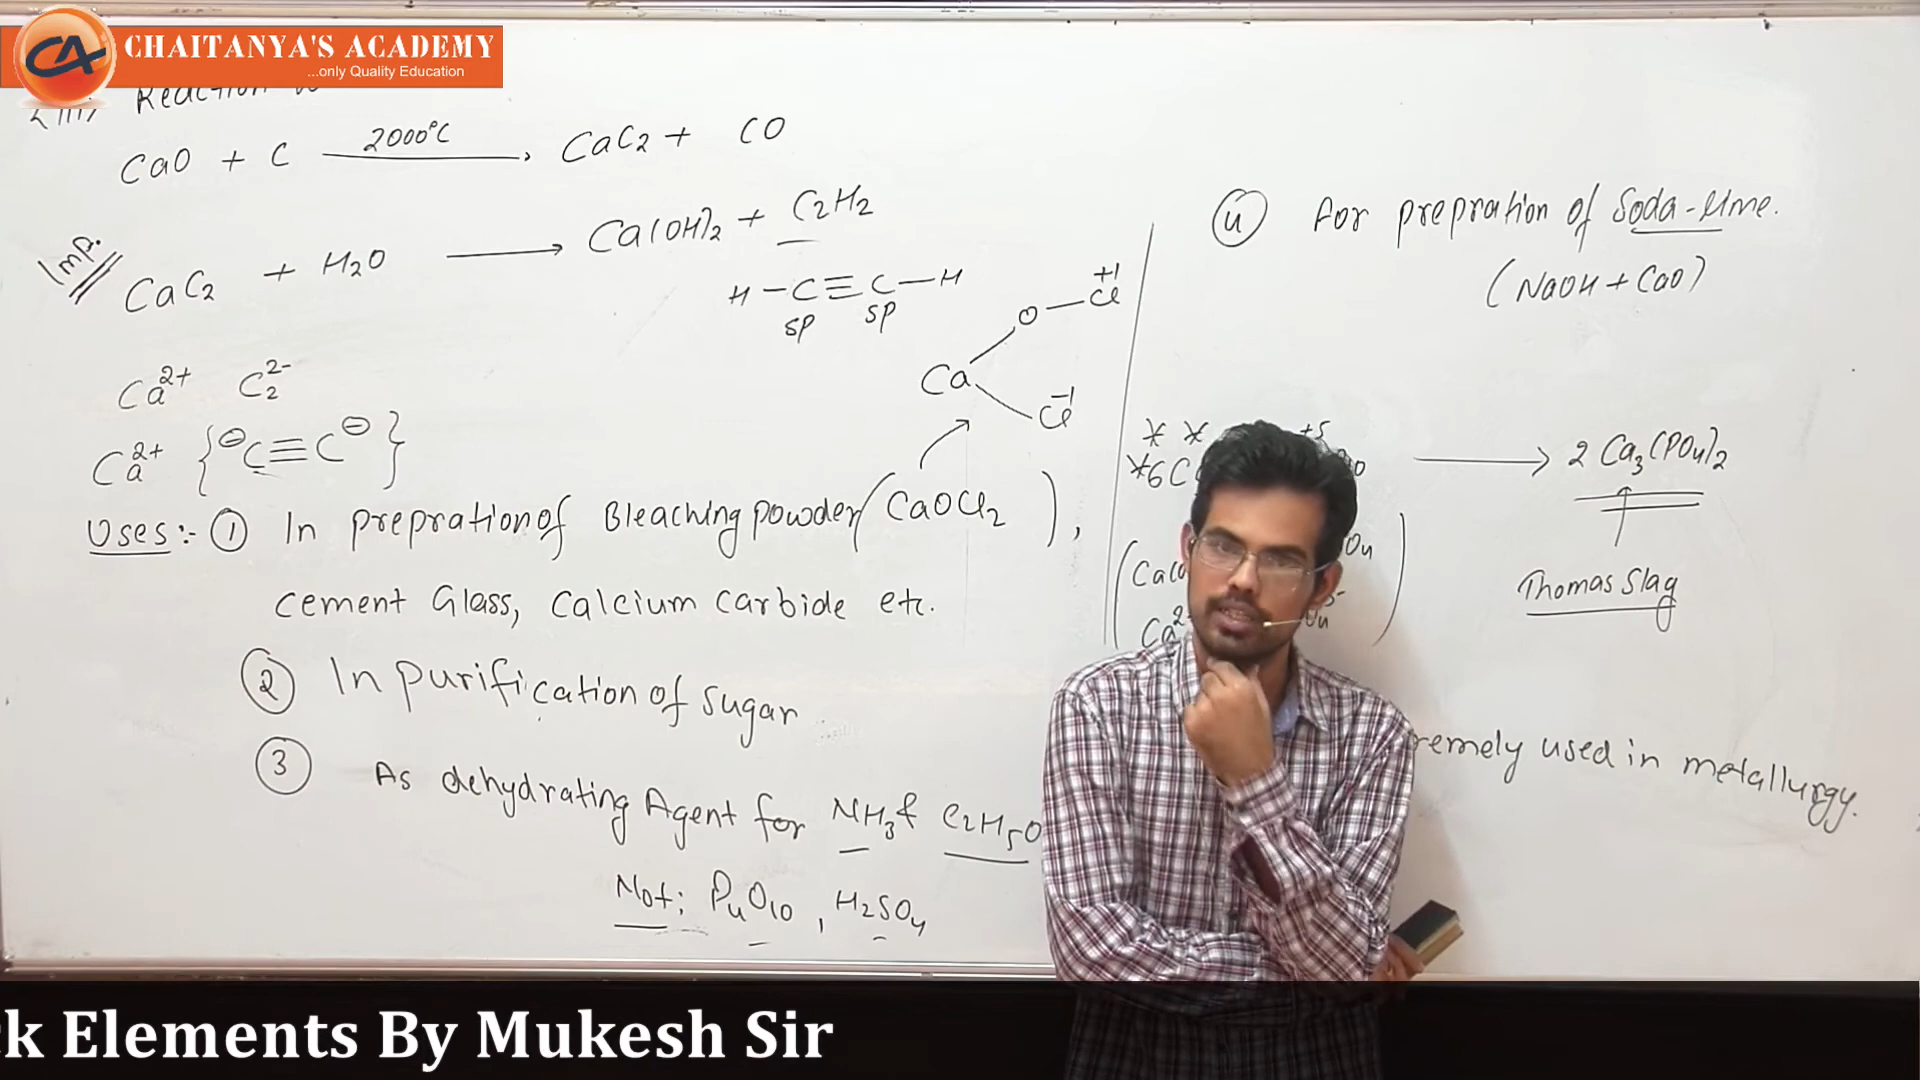 CHAITANYA'S ACADEMY
...only Quality Education
CaO + C 2000°C → CaC2 + CO
Imp.
CaC2 + H2O → Ca(OH)2 + C2H2
H-C≡C-H
sp sp
Ca2+ C2 2-
Ca2+ {⊖C≡C⊖}
Ca O-Cl +1
Cl -1
Uses:- ① In prepration of Bleaching powder (CaOCl2),
cement Glass, calcium carbide etc.
② In purification of sugar
③ As dehydrating Agent for NH3 & C2H5O
Not; P4O10, H2SO4
④ for prepration of Soda-lime.
(NaOH + CaO)
* *
*6C → 2 Ca3(PO4)2
Thomas Slag
used in metallurgy.
Elements By Mukesh Sir